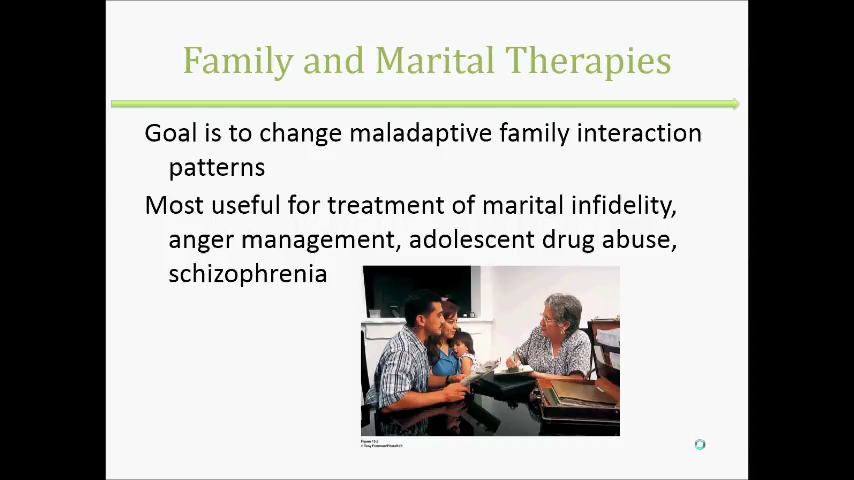 Family and Marital Therapies
Goal is to change maladaptive family interaction
patterns
Most useful for treatment of marital infidelity,
anger management, adolescent drug abuse,
schizophrenia